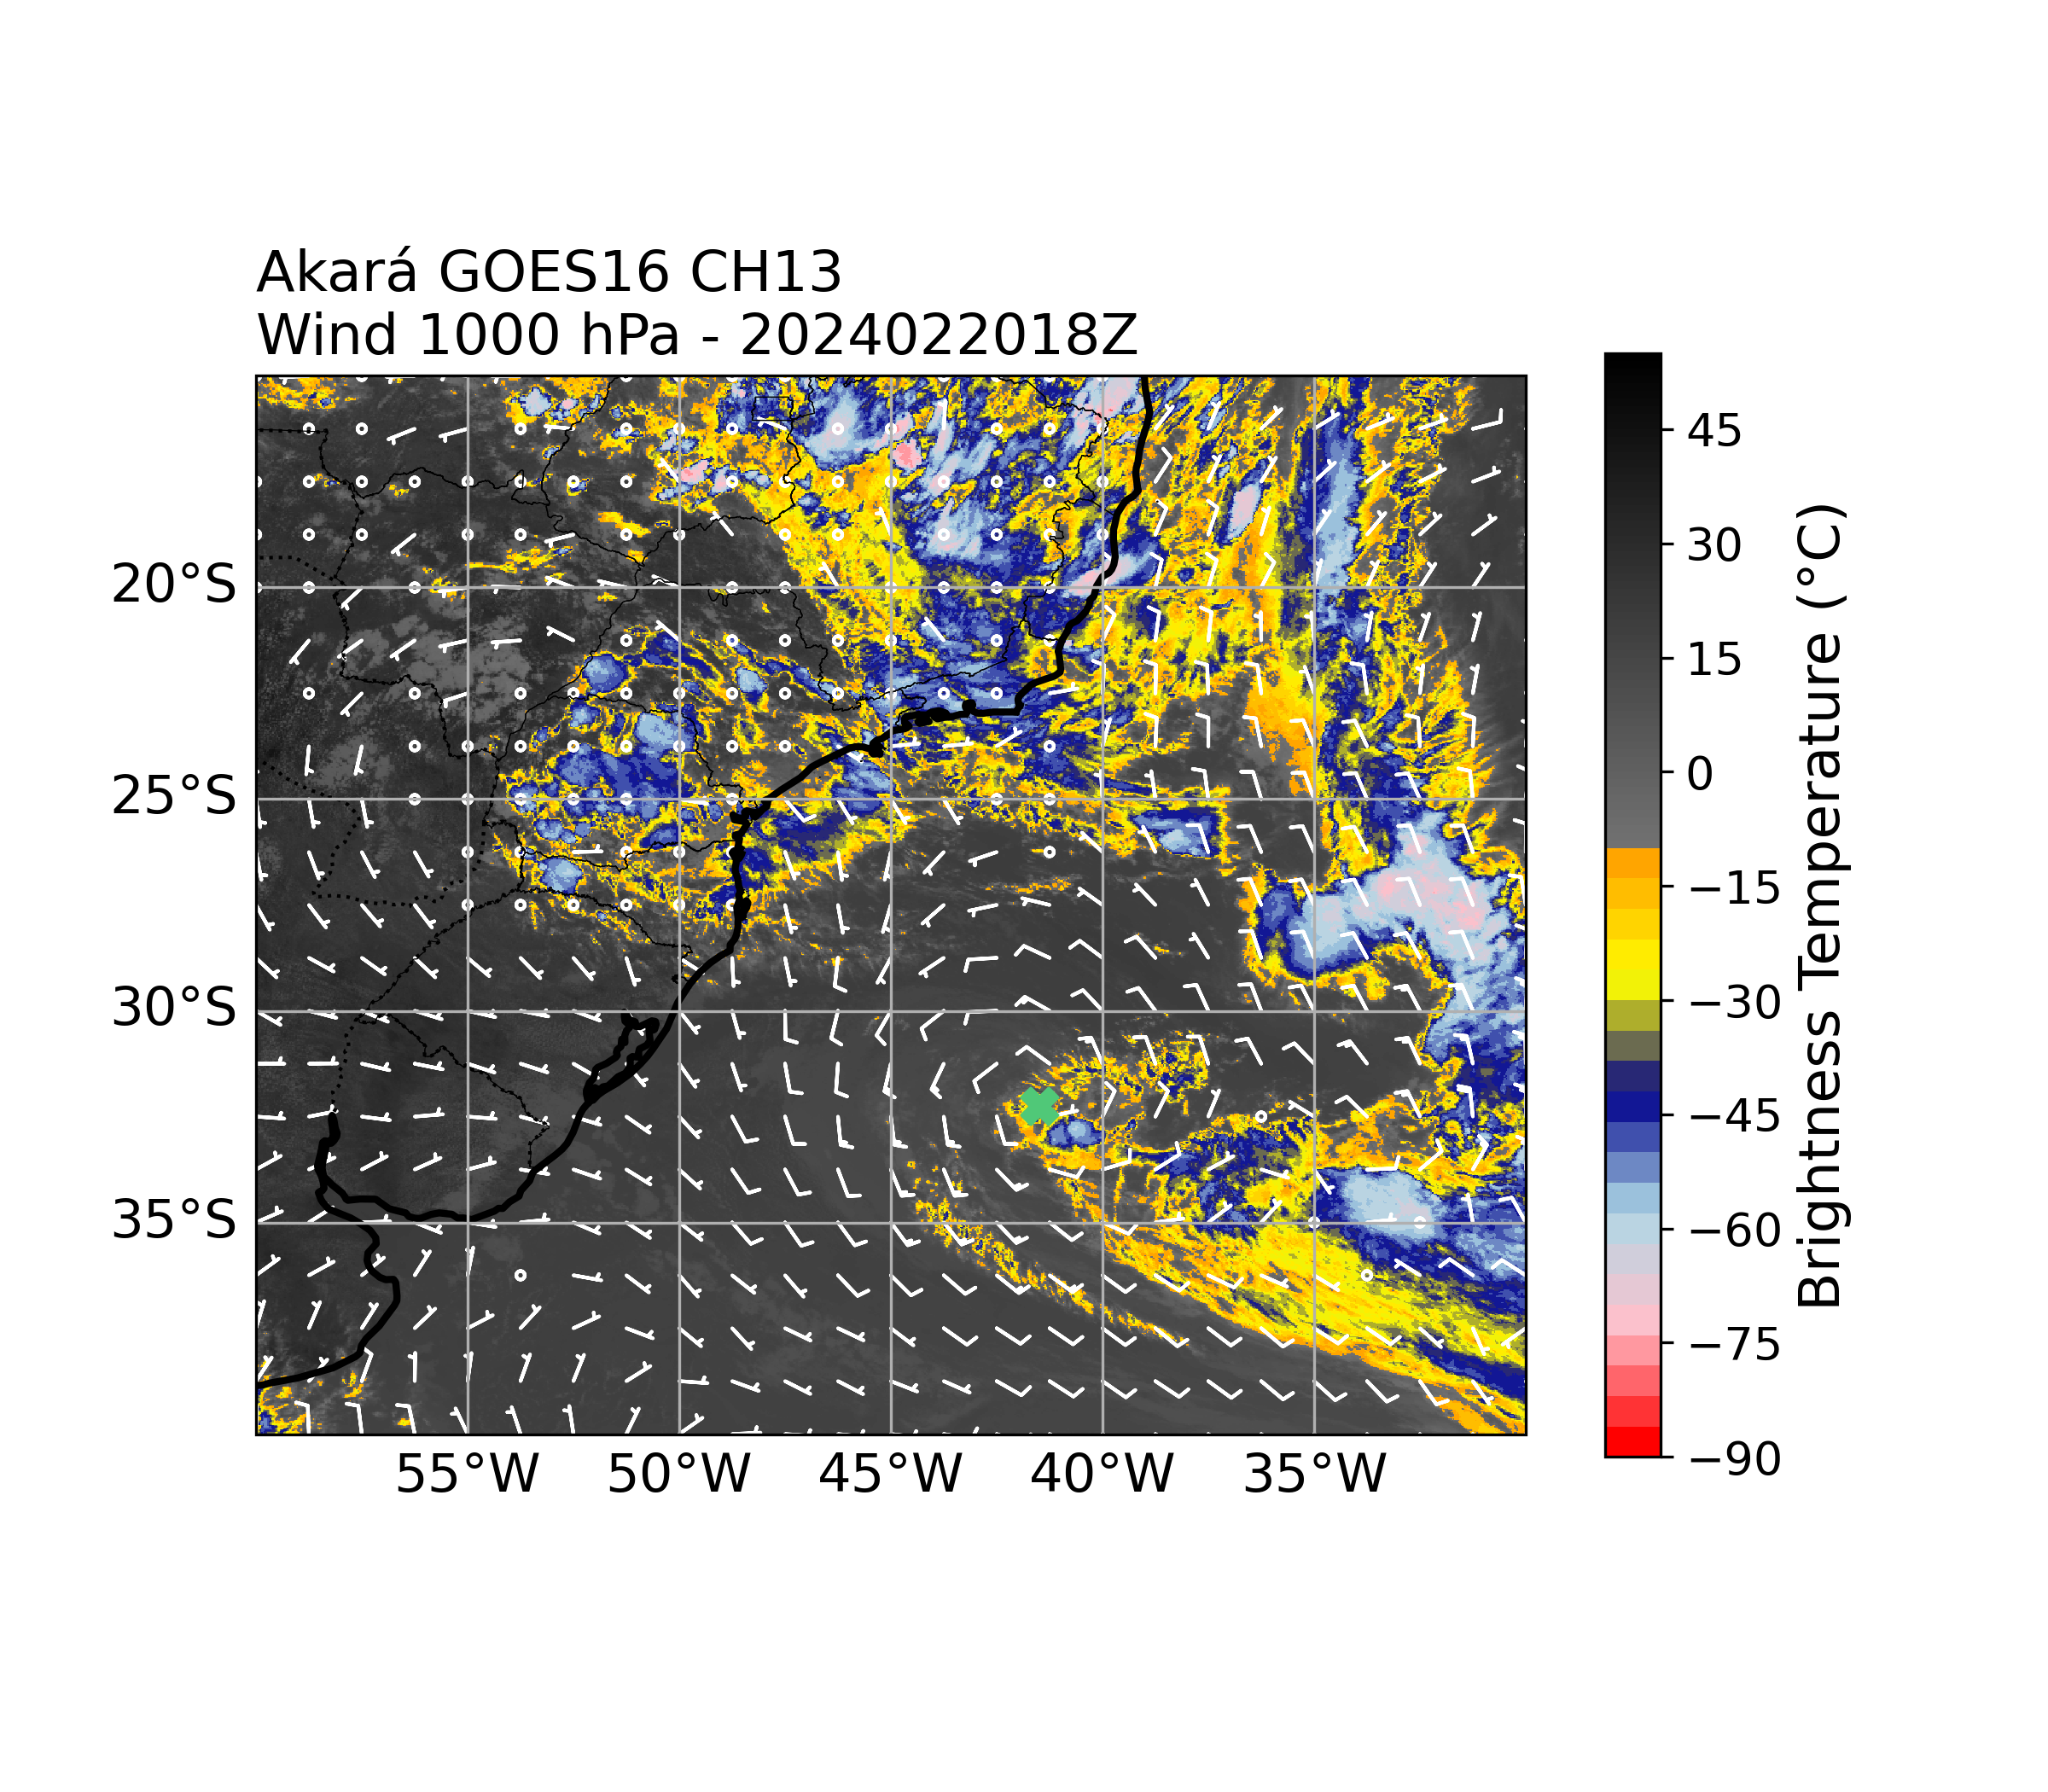 Akará GOES16 CH13
Wind 1000 hPa - 2024022018Z
20°S
25°S
30°S
35°S
55°W 50°W 45°W 40°W 35°W
45
30
15
0
−15
−30
−45
−60
−75
−90
Brightness Temperature (°C)